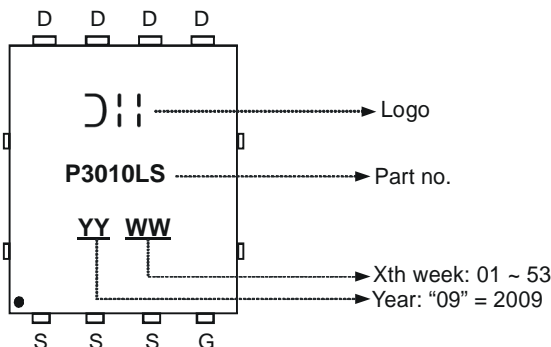 D D D D
Logo
P3010LS
Part no.
YY WW
Xth week: 01 ~ 53
Year: “09” = 2009
S S S G